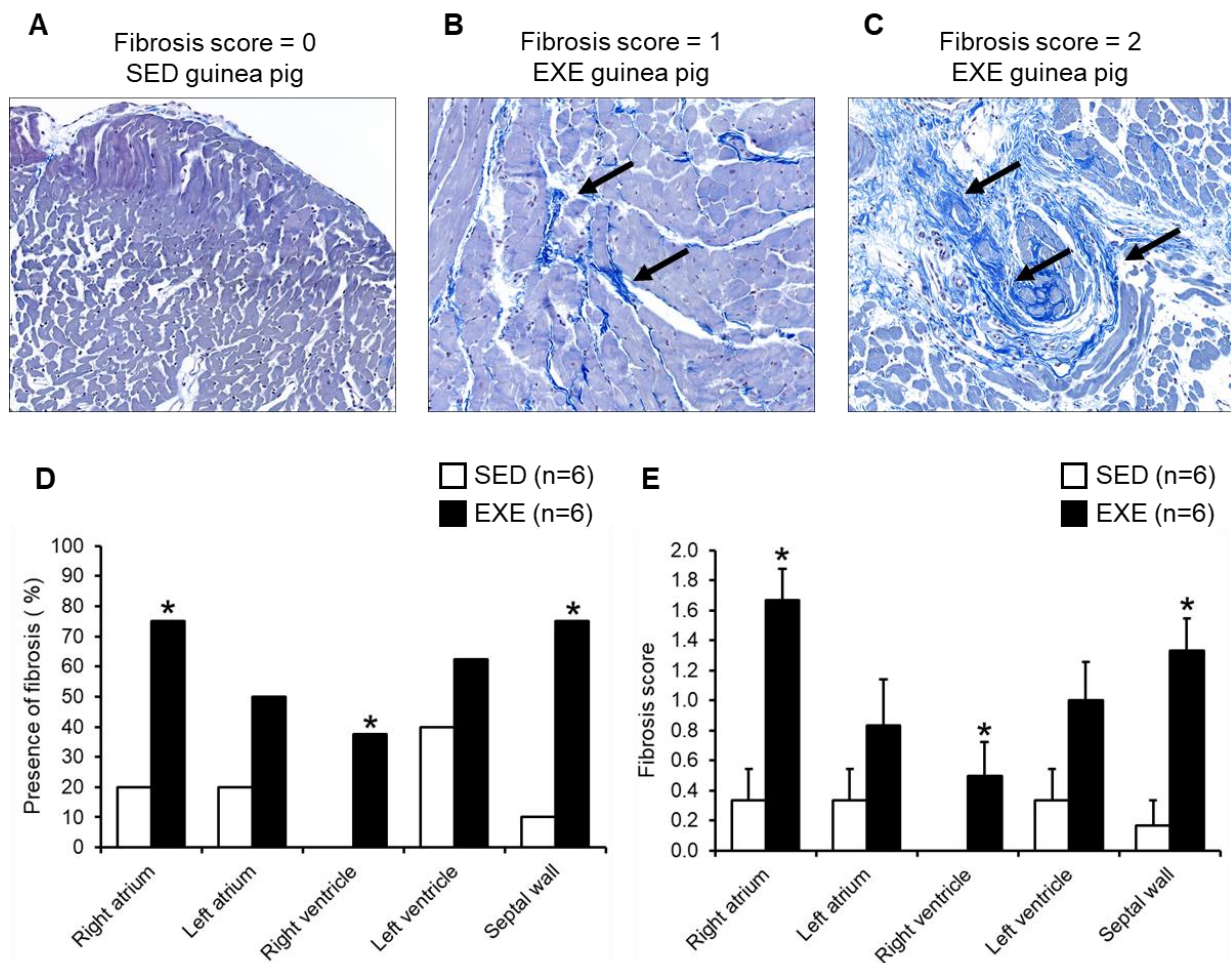 A
Fibrosis score = 0
SED guinea pig
B
Fibrosis score = 1
EXE guinea pig
C
Fibrosis score = 2
EXE guinea pig
D
SED (n=6)
EXE (n=6)
Presence of fibrosis ( %)
100
90
80
70
60
50
40
30
20
10
0
*
*
*
Right atrium
Left atrium
Right ventricle
Left ventricle
Septal wall
E
SED (n=6)
EXE (n=6)
Fibrosis score
2.0
1.8
1.6
1.4
1.2
1.0
0.8
0.6
0.4
0.2
0.0
*
*
*
Right atrium
Left atrium
Right ventricle
Left ventricle
Septal wall